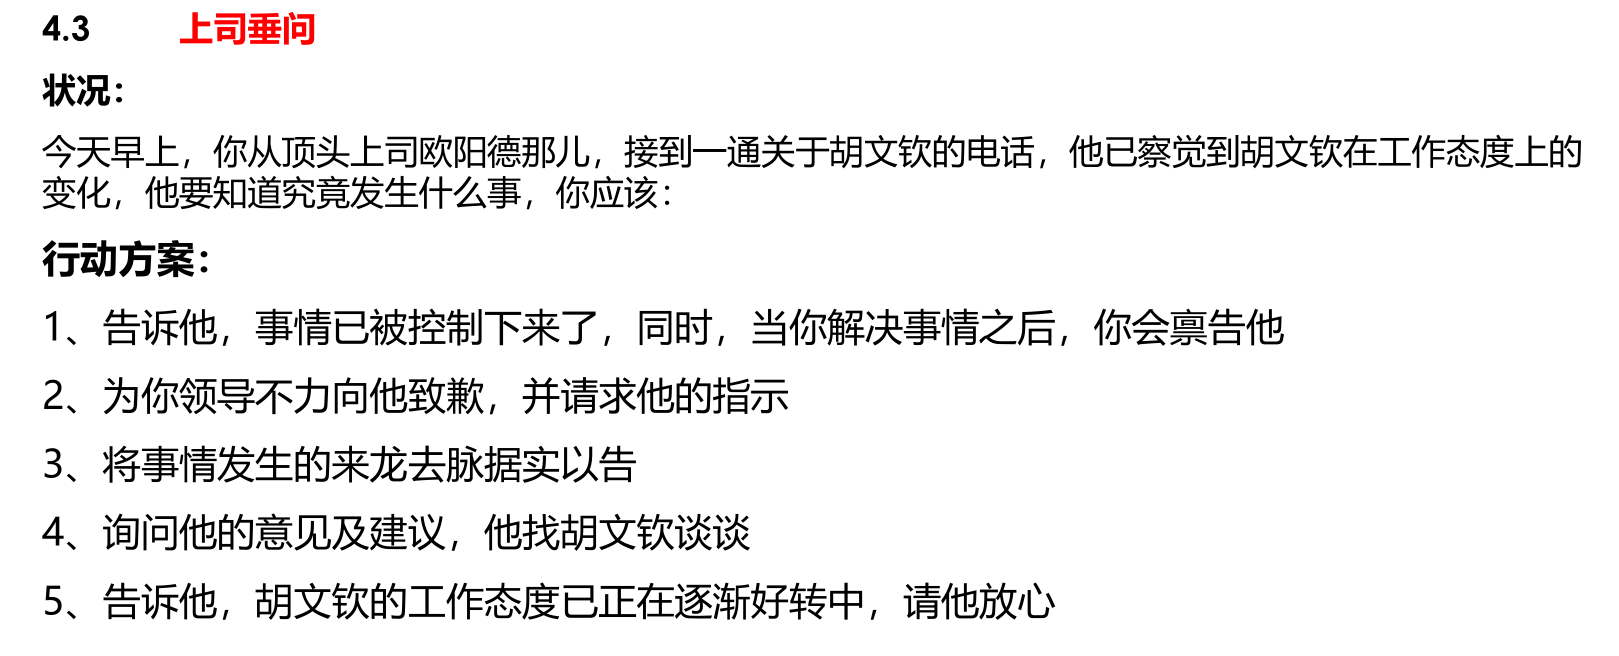 4.3 上司垂问
状况：
今天早上，你从顶头上司欧阳德那儿，接到一通关于胡文钦的电话，他已察觉到胡文钦在工作态度上的
变化，他要知道究竟发生什么事，你应该：
行动方案：
1、告诉他，事情已被控制下来了，同时，当你解决事情之后，你会禀告他
2、为你领导不力向他致歉，并请求他的指示
3、将事情发生的来龙去脉据实以告
4、询问他的意见及建议，他找胡文钦谈谈
5、告诉他，胡文钦的工作态度已正在逐渐好转中，请他放心